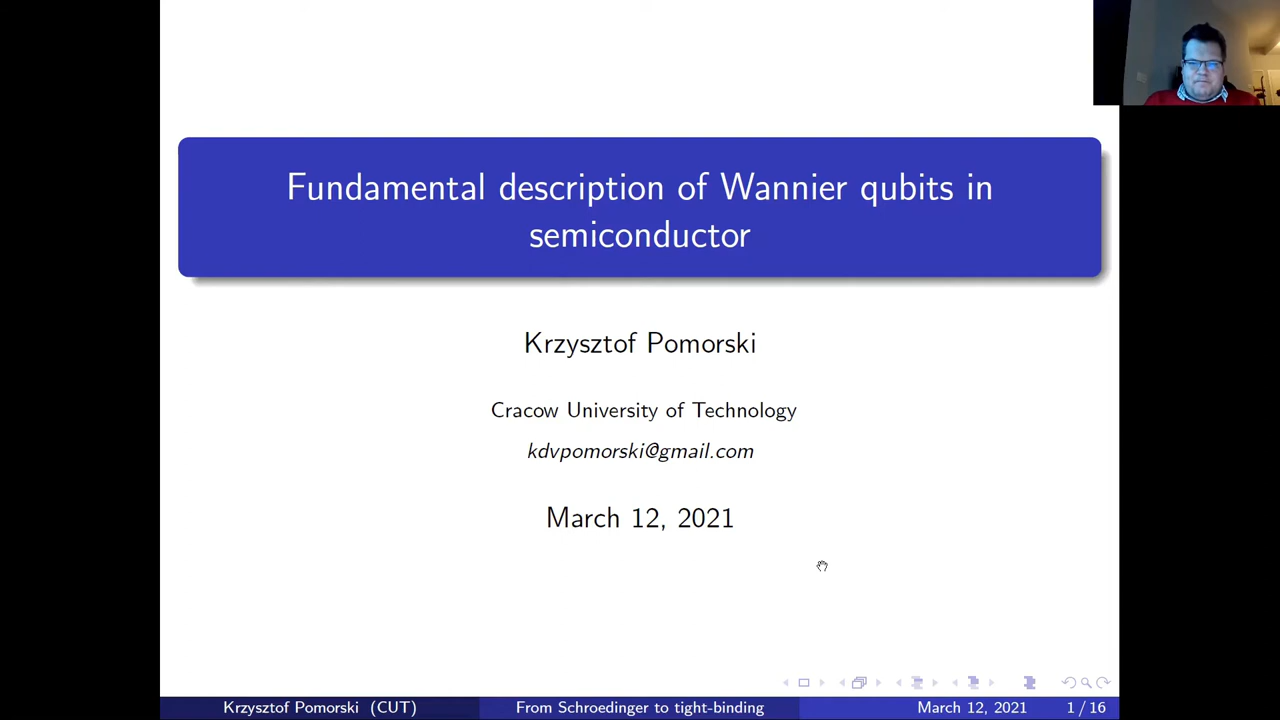 Fundamental description of Wannier qubits in
semiconductor
Krzysztof Pomorski
Cracow University of Technology
kdvpomorski@gmail.com
March 12, 2021
Krzysztof Pomorski (CUT) From Schroedinger to tight-binding March 12, 2021 1 / 16